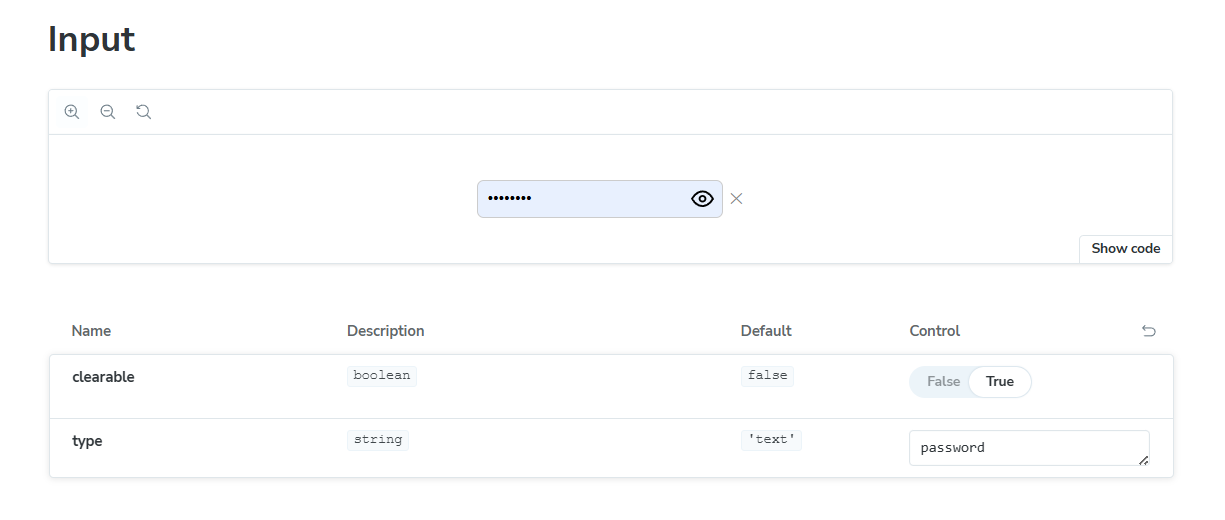 Input
••••••••
Show code
Name Description Default Control
clearable boolean false False True
type string 'text' password